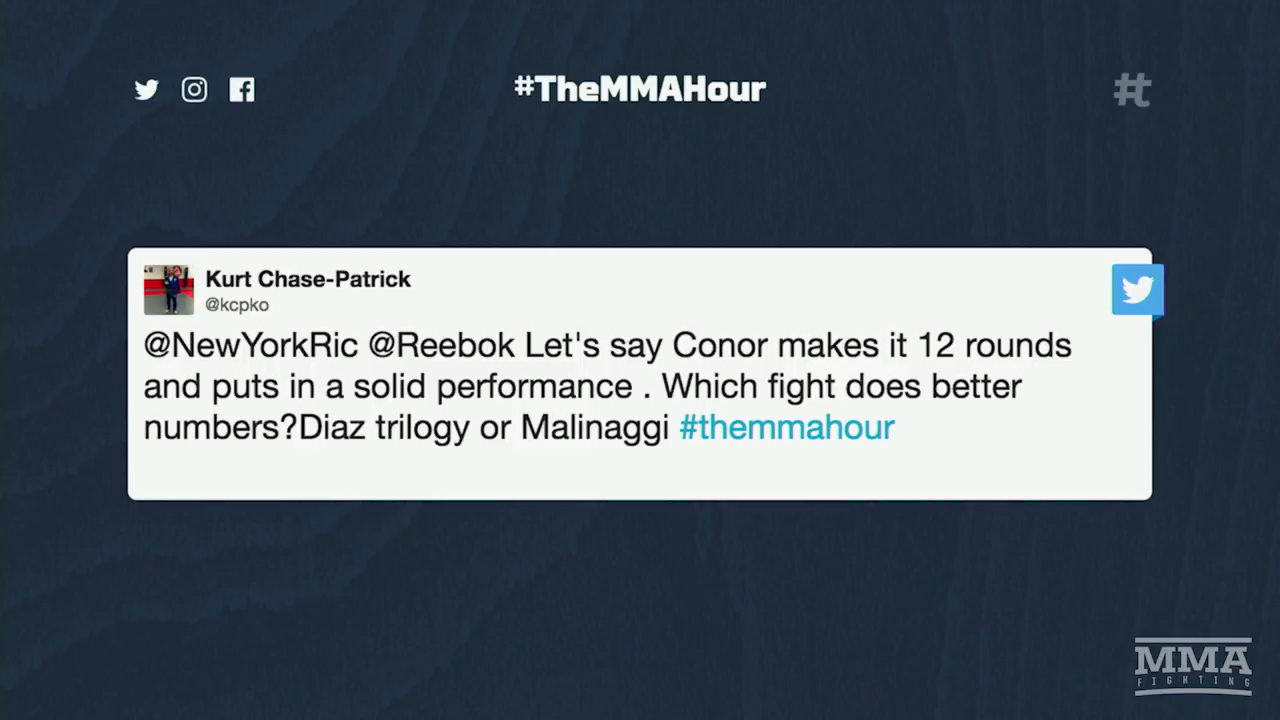 #TheMMAHour
Kurt Chase-Patrick
@kcpko
@NewYorkRic @Reebok Let's say Conor makes it 12 rounds
and puts in a solid performance . Which fight does better
numbers?Diaz trilogy or Malinaggi #themmahour
MMA
FIGHTING